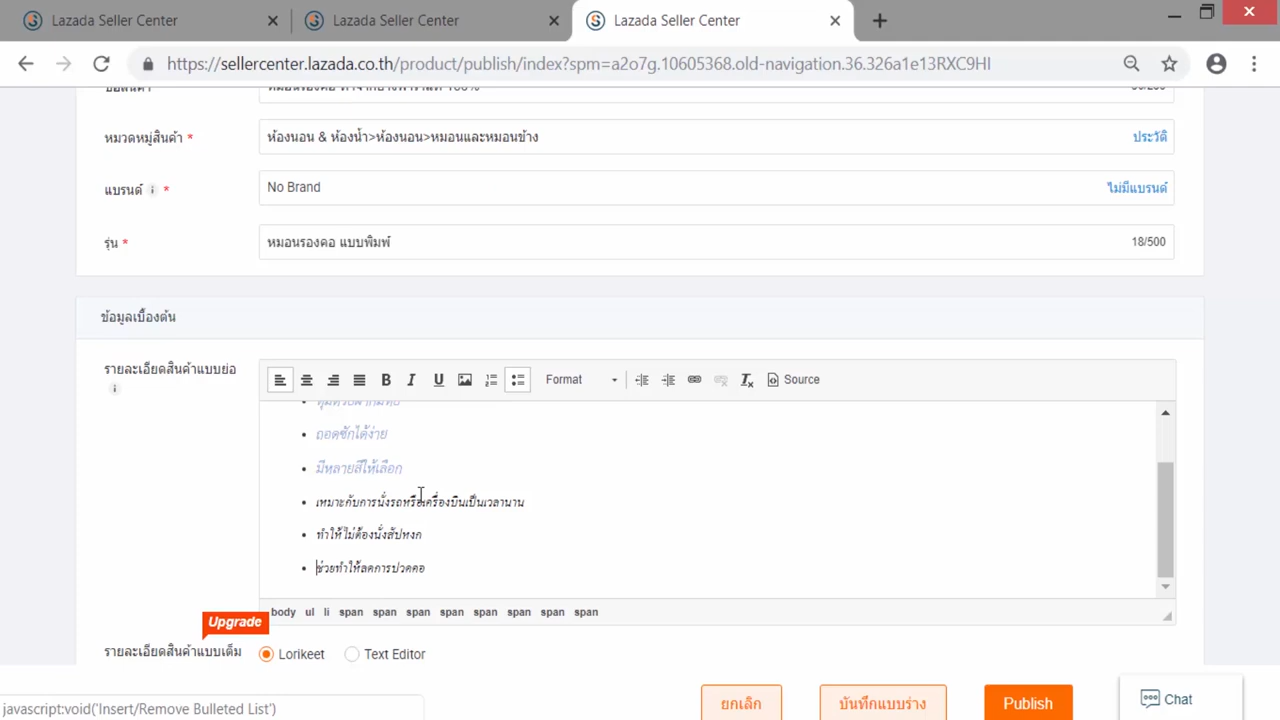 Lazada Seller Center
Lazada Seller Center
Lazada Seller Center
https://sellercenter.lazada.co.th/product/publish/index?spm=a2o7g.10605368.old-navigation.36.326a1e13RXC9HI
หมวดหมู่สินค้า *
ห้องนอน & ห้องน้ำ>ห้องนอน>หมอนและหมอนข้าง
ประวัติ
แบรนด์ i *
No Brand
ไม่มีแบรนด์
รุ่น *
หมอนรองคอ แบบพิมพ์
18/500
ข้อมูลเบื้องต้น
รายละเอียดสินค้าแบบย่อ
i
Format
Source
• ถอดซักได้ง่าย
• มีหลายสีให้เลือก
• เหมาะกับการนั่งรถหรือเครื่องบินเป็นเวลานาน
• ทำให้ไม่ต้องนั่งสัปหงก
• ช่วยทำให้ลดการปวดคอ
body ul li span span span span span span span span
Upgrade
รายละเอียดสินค้าแบบเต็ม
Lorikeet
Text Editor
ยกเลิก
บันทึกแบบร่าง
Publish
Chat
javascript:void('Insert/Remove Bulleted List')